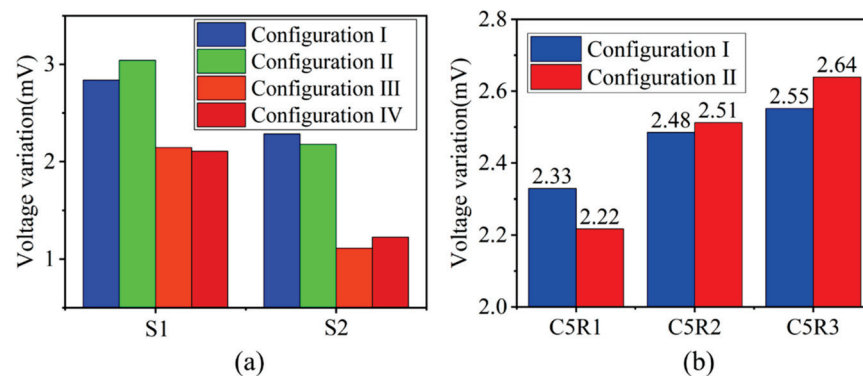 Voltage variation(mV)
3
2
1
Configuration I
Configuration II
Configuration III
Configuration IV
S1
S2
(a)
Voltage variation(mV)
2.8
2.6
2.4
2.2
2.0
Configuration I
Configuration II
2.33
2.22
2.48
2.51
2.55
2.64
C5R1
C5R2
C5R3
(b)